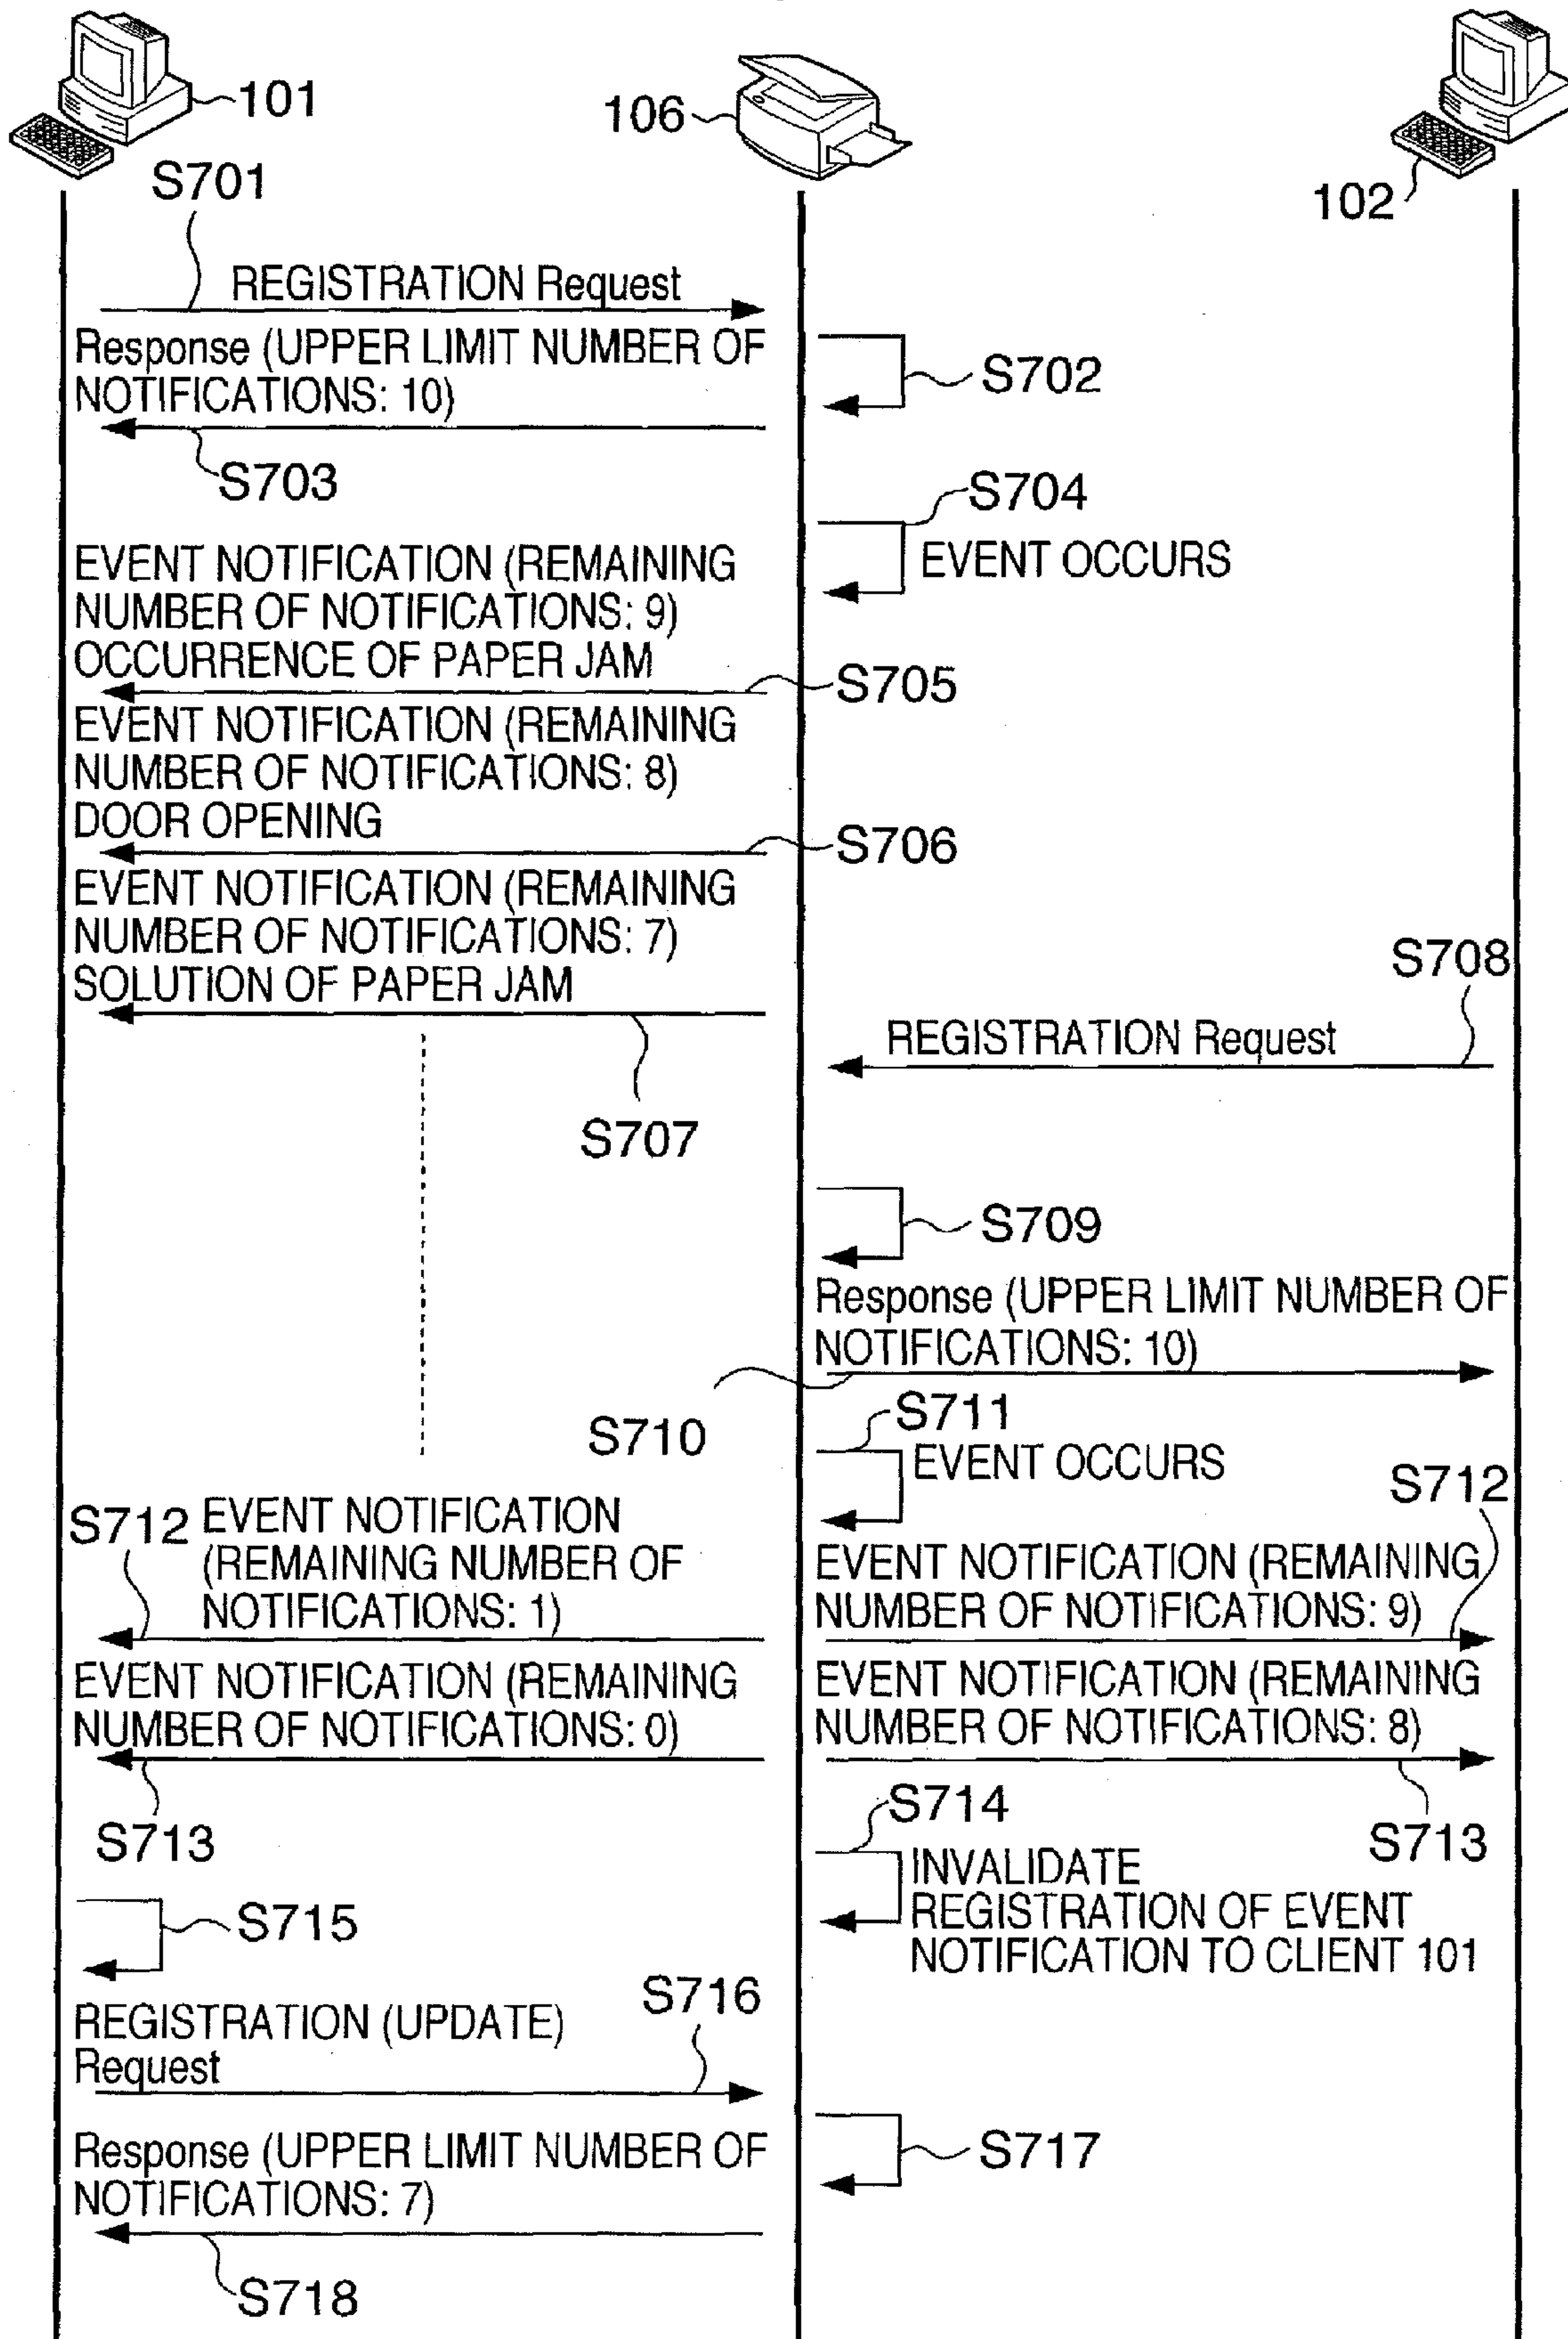 101
106
102
S701
REGISTRATION Request
Response (UPPER LIMIT NUMBER OF
NOTIFICATIONS: 10)
S702
S703
S704
EVENT OCCURS
EVENT NOTIFICATION (REMAINING
NUMBER OF NOTIFICATIONS: 9)
OCCURRENCE OF PAPER JAM
S705
EVENT NOTIFICATION (REMAINING
NUMBER OF NOTIFICATIONS: 8)
DOOR OPENING
S706
EVENT NOTIFICATION (REMAINING
NUMBER OF NOTIFICATIONS: 7)
SOLUTION OF PAPER JAM
S707
S708
REGISTRATION Request
S709
Response (UPPER LIMIT NUMBER OF
NOTIFICATIONS: 10)
S710
S711
EVENT OCCURS
S712
EVENT NOTIFICATION
(REMAINING NUMBER OF
NOTIFICATIONS: 1)
S712
EVENT NOTIFICATION (REMAINING
NUMBER OF NOTIFICATIONS: 9)
EVENT NOTIFICATION (REMAINING
NUMBER OF NOTIFICATIONS: 0)
S713
EVENT NOTIFICATION (REMAINING
NUMBER OF NOTIFICATIONS: 8)
S713
S714
INVALIDATE
REGISTRATION OF EVENT
NOTIFICATION TO CLIENT 101
S715
S716
REGISTRATION (UPDATE)
Request
S717
Response (UPPER LIMIT NUMBER OF
NOTIFICATIONS: 7)
S718